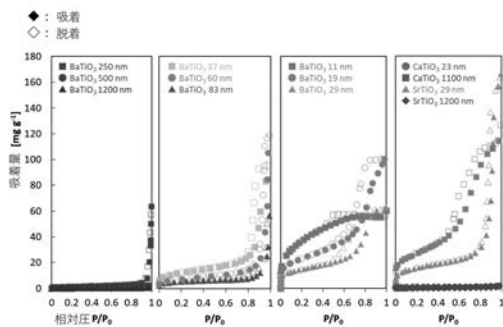 ◆： 吸着
◇： 脱着
吸着量 [mg g⁻¹]
180
160
140
120
100
80
60
40
20
0
BaTiO₃ 250 nm
BaTiO₃ 500 nm
BaTiO₃ 1200 nm
BaTiO₃ 37 nm
BaTiO₃ 60 nm
BaTiO₃ 83 nm
BaTiO₃ 11 nm
BaTiO₃ 19 nm
BaTiO₃ 29 nm
CaTiO₃ 23 nm
CaTiO₃ 1100 nm
SrTiO₃ 29 nm
SrTiO₃ 1200 nm
0 0.2 0.4 0.6 0.8 1
0 0.2 0.4 0.6 0.8 1
0 0.2 0.4 0.6 0.8 1
0 0.2 0.4 0.6 0.8 1
相対圧 P/P₀
P/P₀
P/P₀
P/P₀